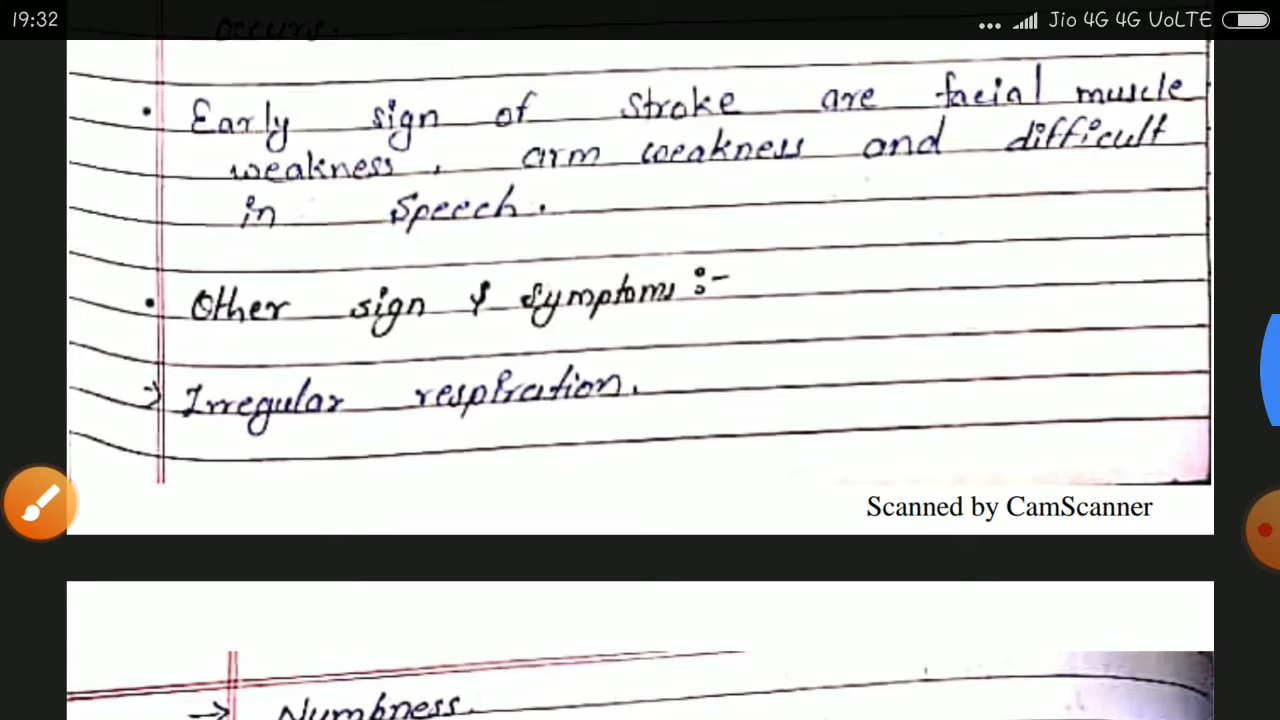 19:32
... Jio 4G 4G VoLTE
occurs.
• Early sign of stroke are facial muscle
weakness, arm weakness and difficult
in speech.
• Other sign & symptoms :-
→ Irregular respiration.
Scanned by CamScanner
→ Numbness.